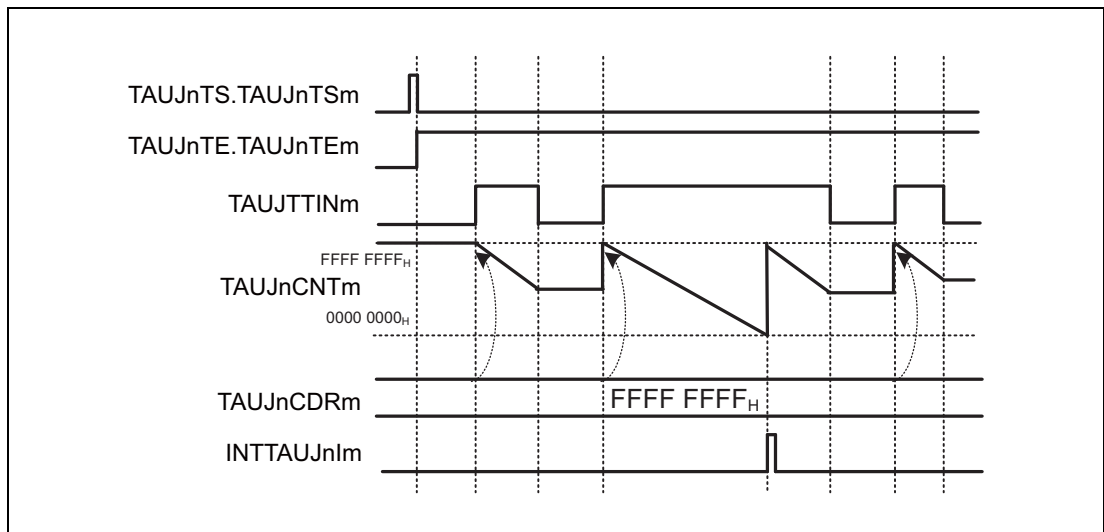 TAUJnTS.TAUJnTSm
TAUJnTE.TAUJnTEm
TAUJTTINm
FFFF FFFFH
TAUJnCNTm
0000 0000H
TAUJnCDRm
FFFF FFFFH
INTTAUJnIm